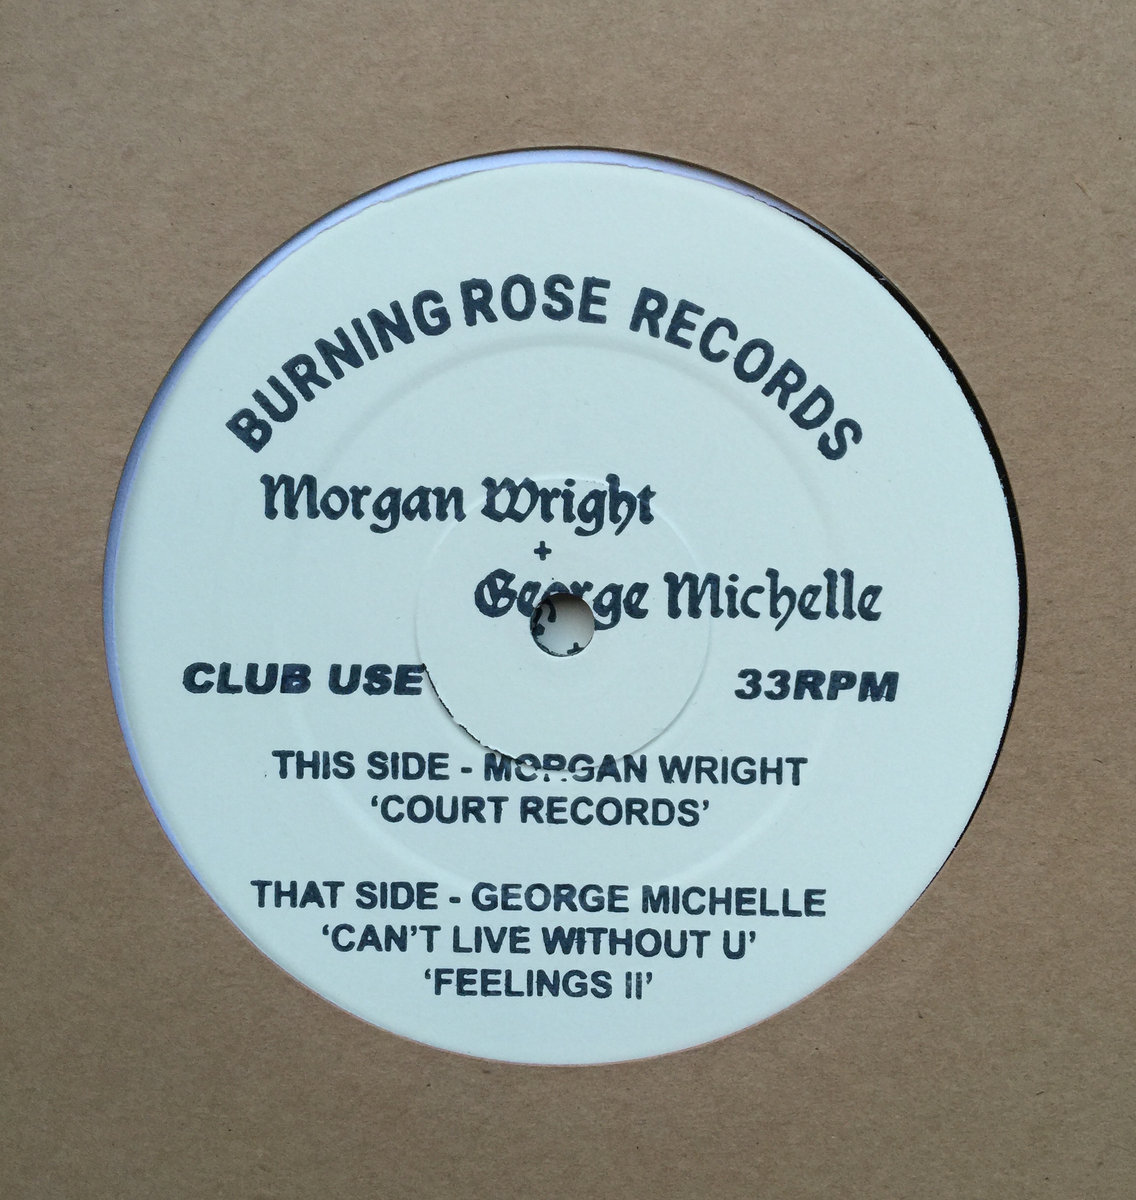 BURNING ROSE RECORDS
Morgan Wright
+
George Michelle
CLUB USE 33RPM
THIS SIDE - MORGAN WRIGHT
‘COURT RECORDS’
THAT SIDE - GEORGE MICHELLE
‘CAN’T LIVE WITHOUT U’
‘FEELINGS II’